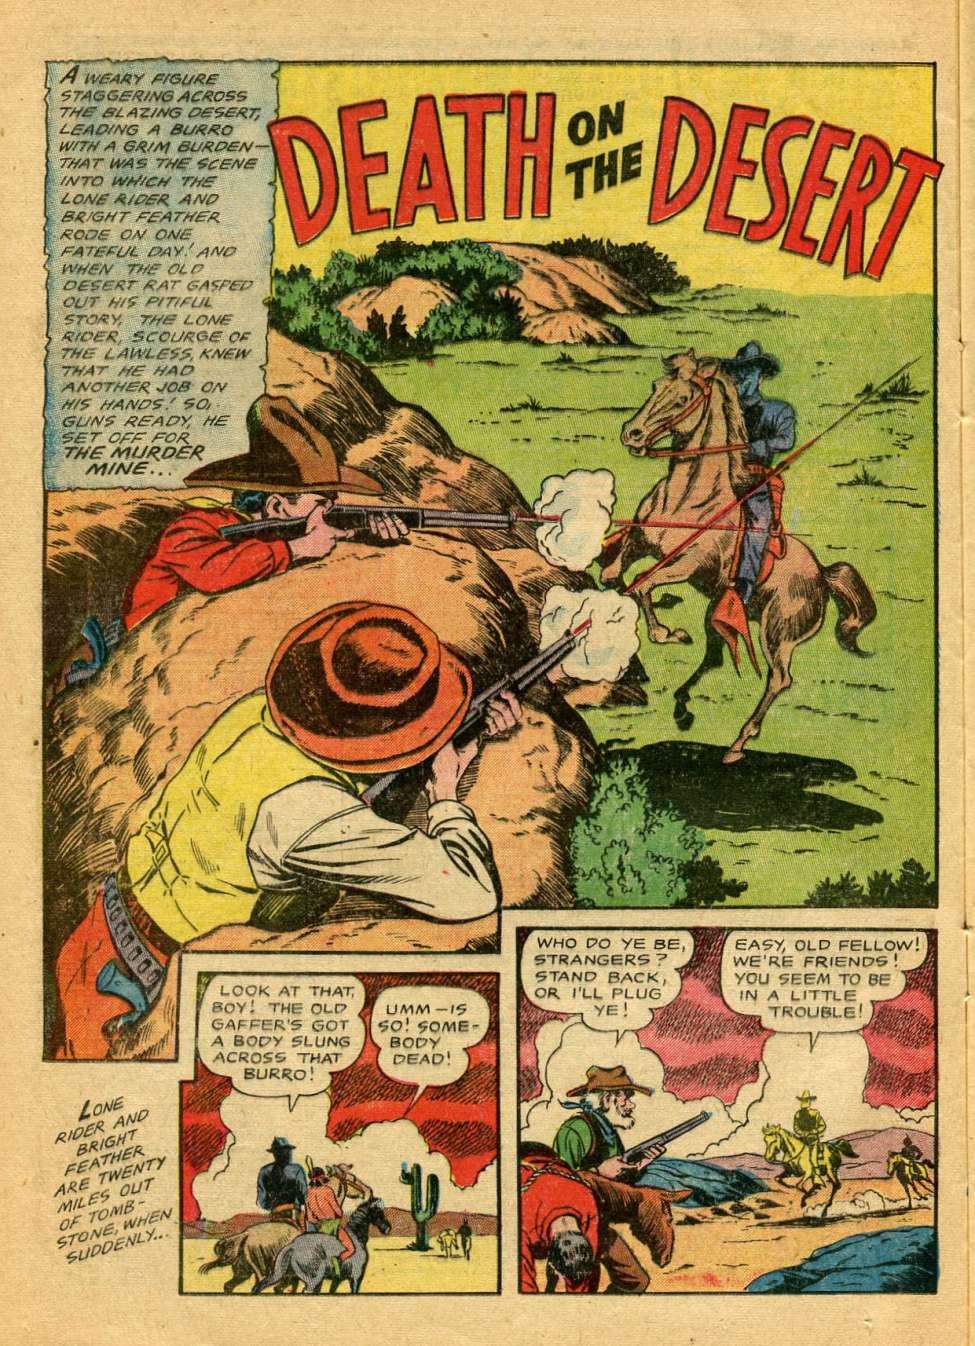 A WEARY FIGURE
STAGGERING ACROSS
THE BLAZING DESERT,
LEADING A BURRO
WITH A GRIM BURDEN—
THAT WAS THE SCENE
INTO WHICH THE
LONE RIDER AND
BRIGHT FEATHER
RODE ON ONE
FATEFUL DAY! AND
WHEN THE OLD
DESERT RAT GASPED
OUT HIS PITIFUL
STORY, THE LONE
RIDER, SCOURGE OF
THE LAWLESS, KNEW
THAT HE HAD
ANOTHER JOB ON
HIS HANDS! SO,
GUNS READY, HE
SET OFF FOR
THE MURDER
MINE...
DEATH ON THE DESERT
LONE
RIDER AND
BRIGHT
FEATHER
ARE TWENTY
MILES OUT
OF TOMB-
STONE, WHEN
SUDDENLY...
LOOK AT THAT,
BOY! THE OLD
GAFFER'S GOT
A BODY SLUNG
ACROSS THAT
BURRO!
UMM—IS
SO! SOME-
BODY
DEAD!
WHO DO YE BE,
STRANGERS?
STAND BACK,
OR I'LL PLUG
YE!
EASY, OLD FELLOW!
WE'RE FRIENDS!
YOU SEEM TO BE
IN A LITTLE
TROUBLE!